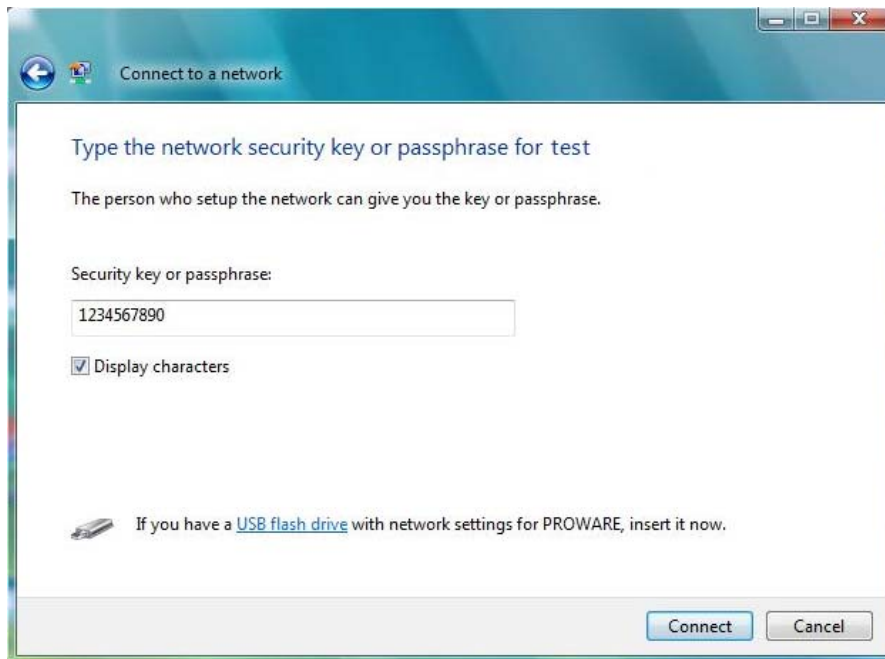 Connect to a network
Type the network security key or passphrase for test
The person who setup the network can give you the key or passphrase.
Security key or passphrase:
1234567890
Display characters
If you have a USB flash drive with network settings for PROWARE, insert it now.
Connect
Cancel